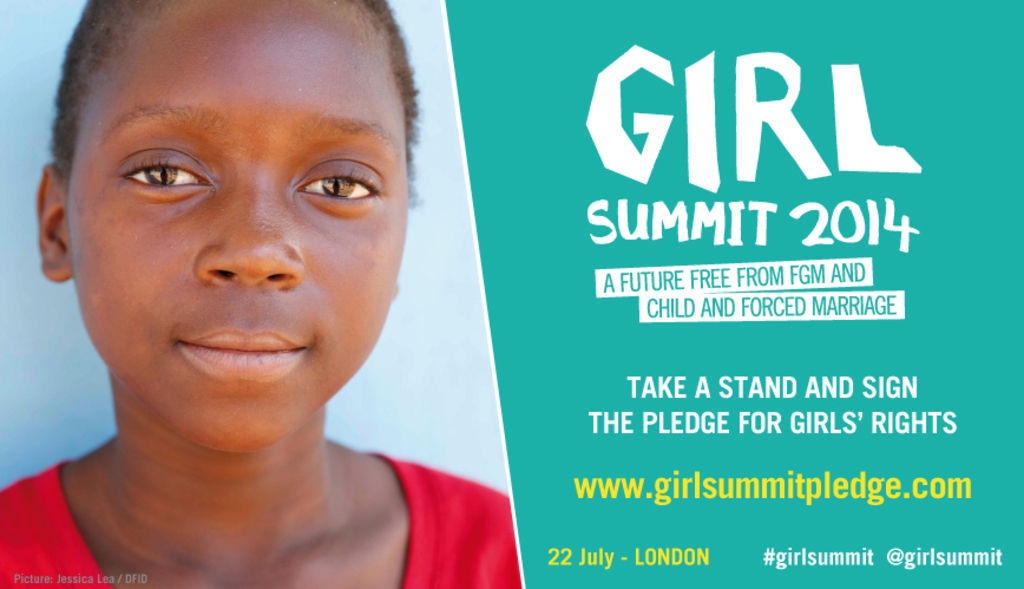 GIRL
SUMMIT 2014
A FUTURE FREE FROM FGM AND
CHILD AND FORCED MARRIAGE
TAKE A STAND AND SIGN
THE PLEDGE FOR GIRLS' RIGHTS
www.girlsummitpledge.com
22 July - LONDON #girlsummit @girlsummit
Picture: Jessica Lea / DFID